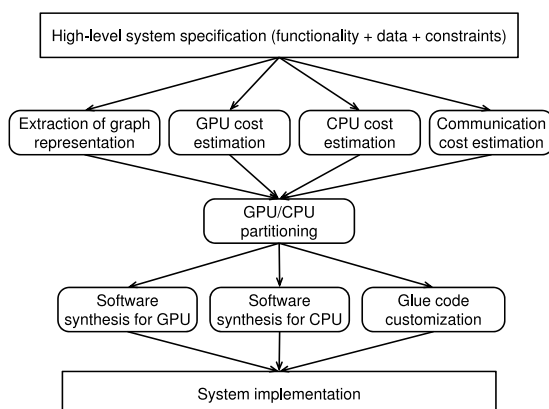 High-level system specification (functionality + data + constraints)
Extraction of graph
representation
GPU cost
estimation
CPU cost
estimation
Communication
cost estimation
GPU/CPU
partitioning
Software
synthesis for GPU
Software
synthesis for CPU
Glue code
customization
System implementation